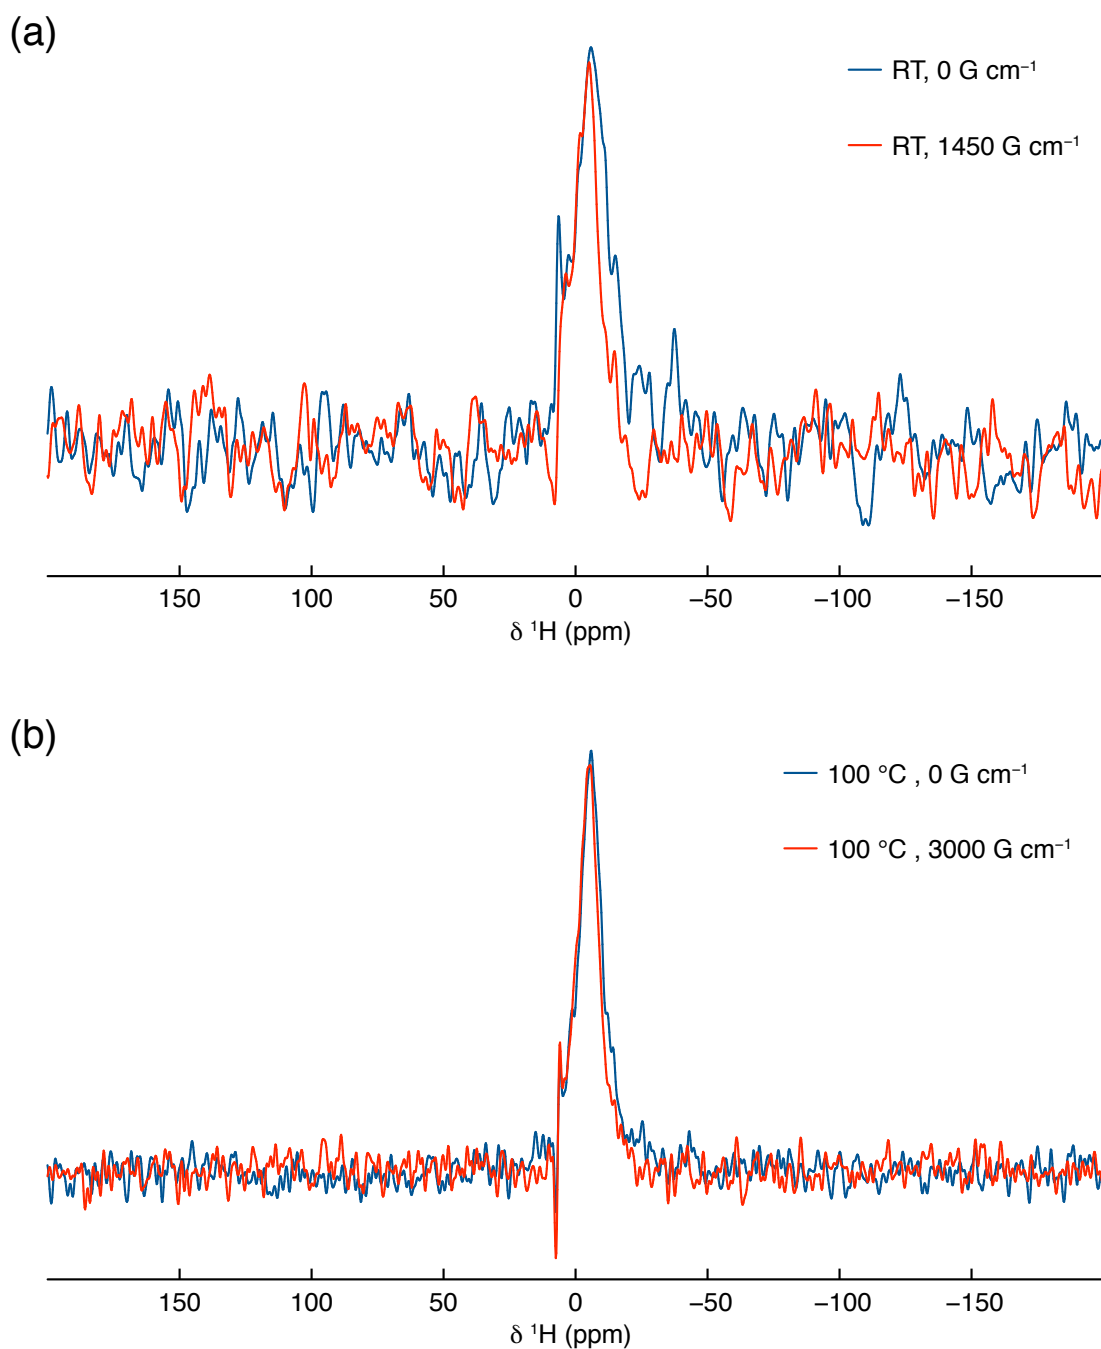 (a)
RT, 0 G cm⁻¹
RT, 1450 G cm⁻¹
150 100 50 0 −50 −100 −150
δ ¹H (ppm)
(b)
100 °C , 0 G cm⁻¹
100 °C , 3000 G cm⁻¹
150 100 50 0 −50 −100 −150
δ ¹H (ppm)